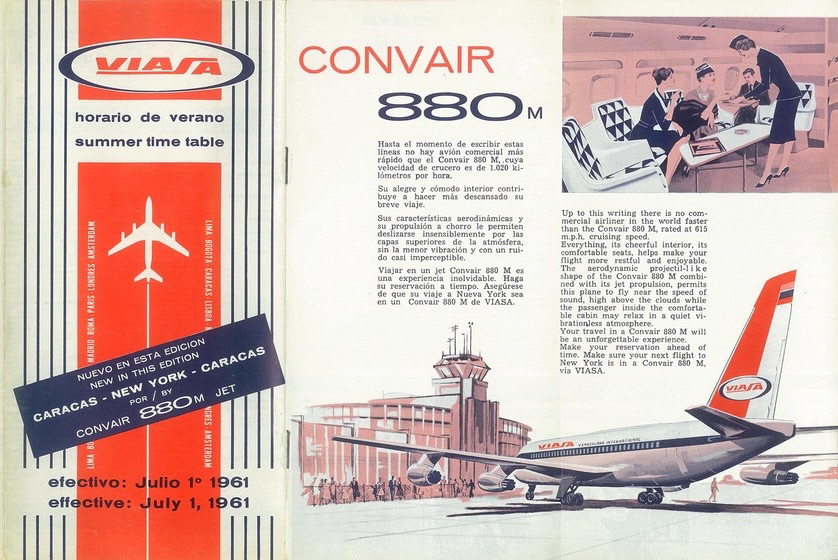 VIASA
horario de verano
summer time table
MADRID ROMA PARIS LONDRES AMSTERDAM
LIMA BOGOTA CARACAS LISBOA
NUEVO EN ESTA EDICION
NEW IN THIS EDITION
CARACAS - NEW YORK - CARACAS
POR / BY
CONVAIR 880M JET
LIMA BO
DRES AMSTERDAM
efectivo: Julio 1º 1961
effective: July 1, 1961
CONVAIR
880M
Hasta el momento de escribir estas
líneas no hay avión comercial más
rápido que el Convair 880 M, cuya
velocidad de crucero es de 1.020 ki-
lómetros por hora.
Su alegre y cómodo interior contri-
buye a hacer más descansado su
breve viaje.
Sus características aerodinámicas y
su propulsión a chorro le permiten
deslizarse insensiblemente por las
capas superiores de la atmósfera,
sin la menor vibración y con un rui-
do casi imperceptible.
Viajar en un jet Convair 880 M es
una experiencia inolvidable. Haga
su reservación a tiempo. Asegúrese
de que su viaje a Nueva York sea
en un Convair 880 M de VIASA.
Up to this writing there is no com-
mercial airliner in the world faster
than the Convair 880 M, rated at 615
m.p.h. cruising speed.
Everything, its cheerful interior, its
comfortable seats, helps make your
flight more restful and enjoyable.
The aerodynamic projectil-like
shape of the Convair 880 M combi-
ned with its jet propulsion, permits
this plane to fly near the speed of
sound, high above the clouds while
the passenger inside the comforta-
ble cabin may relax in a quiet vi-
brationless atmosphere.
Your travel in a Convair 880 M will
be an unforgettable experience.
Make your reservation ahead of
time. Make sure your next flight to
New York is in a Convair 880 M,
via VIASA.
VIASA
VIASA VENEZOLANA INTERNACIONAL